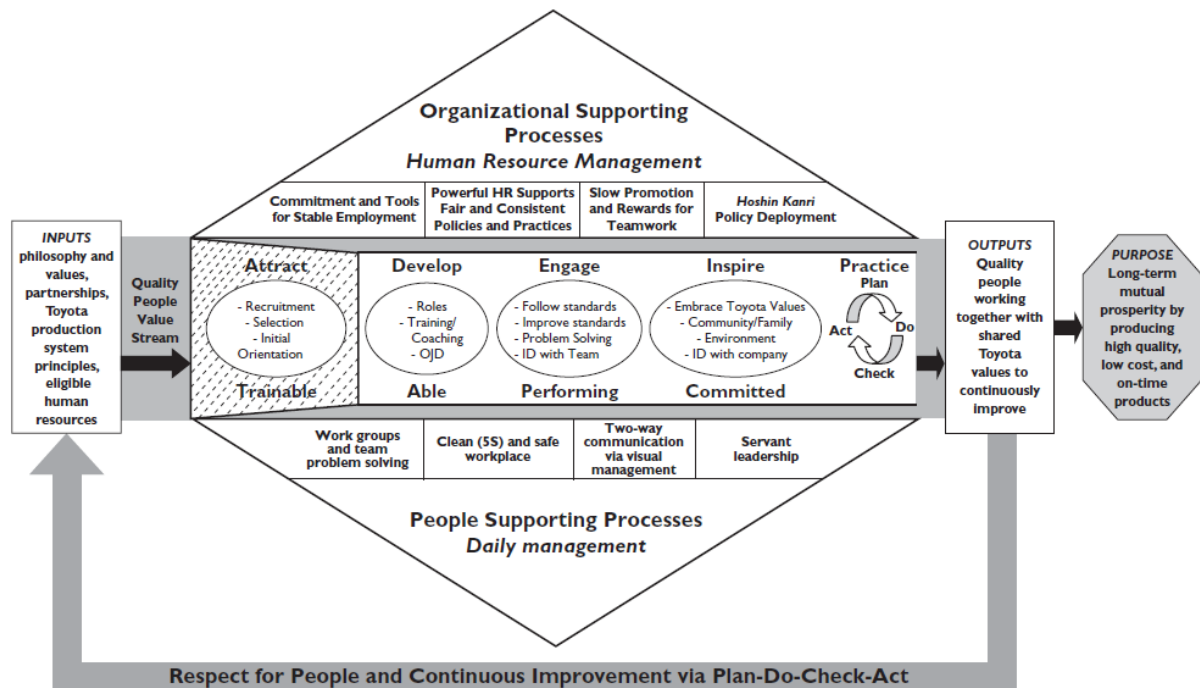 Organizational Supporting
Processes
Human Resource Management
Commitment and Tools
for Stable Employment
Powerful HR Supports
Fair and Consistent
Policies and Practices
Slow Promotion
and Rewards for
Teamwork
Hoshin Kanri
Policy Deployment
INPUTS
philosophy and
values,
partnerships,
Toyota
production
system
principles,
eligible
human
resources
Quality
People
Value
Stream
Attract
- Recruitment
- Selection
- Initial
Orientation
Trainable
Develop
- Roles
- Training/
Coaching
- OJD
Able
Engage
- Follow standards
- Improve standards
- Problem Solving
- ID with Team
Performing
Inspire
- Embrace Toyota Values
- Community/Family
- Environment
- ID with company
Committed
Practice
Plan
Act
Do
Check
OUTPUTS
Quality
people
working
together with
shared
Toyota
values to
continuously
improve
PURPOSE
Long-term
mutual
prosperity by
producing
high quality,
low cost, and
on-time
products
Work groups
and team
problem solving
Clean (5S) and safe
workplace
Two-way
communication
via visual
management
Servant
leadership
People Supporting Processes
Daily management
Respect for People and Continuous Improvement via Plan-Do-Check-Act